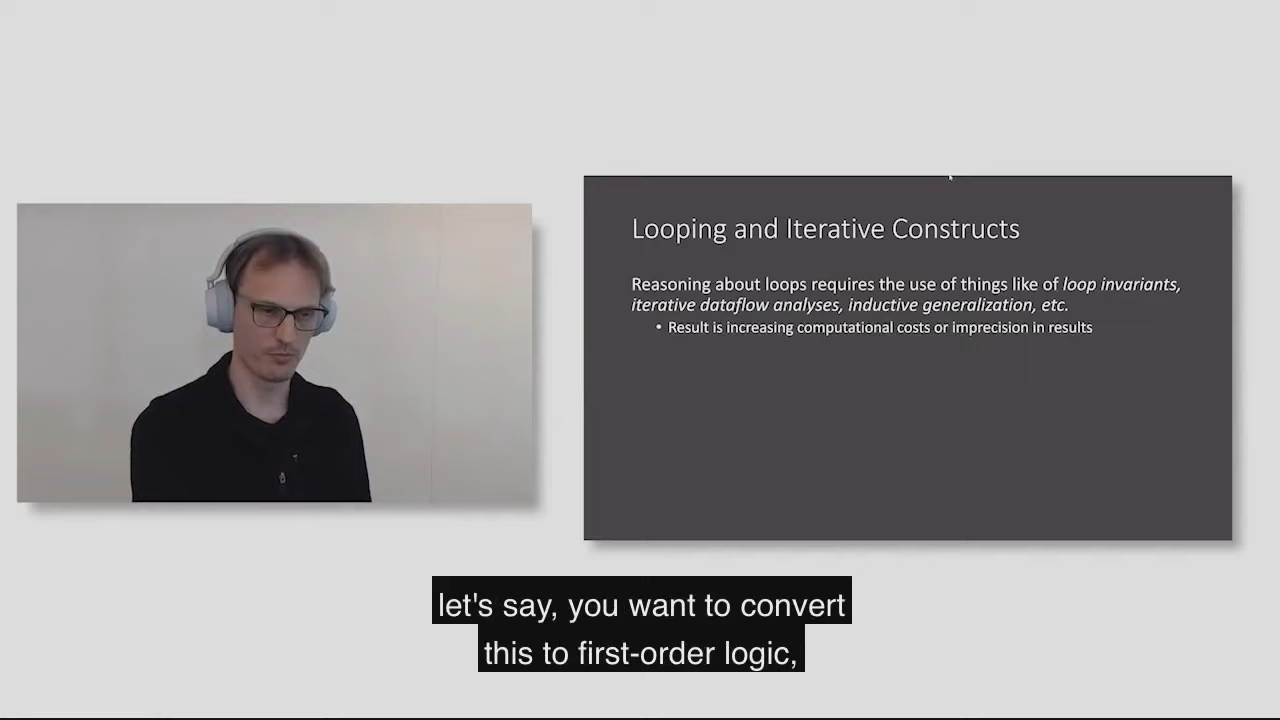 Looping and Iterative Constructs
Reasoning about loops requires the use of things like of loop invariants,
iterative dataflow analyses, inductive generalization, etc.
• Result is increasing computational costs or imprecision in results
let's say, you want to convert
this to first-order logic,